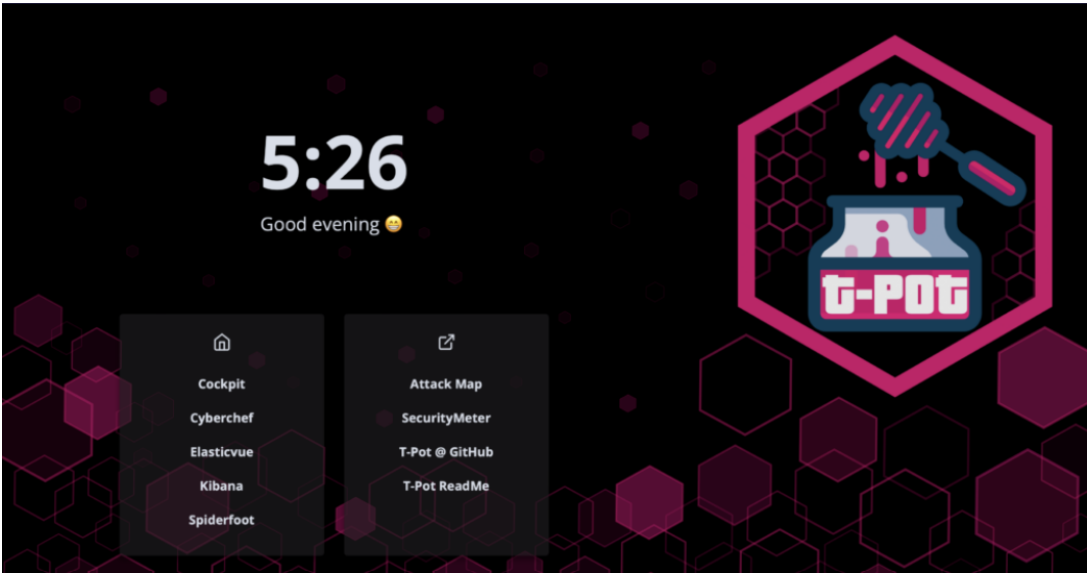 5:26
Good evening 😁
Cockpit
Cyberchef
Elasticvue
Kibana
Spiderfoot
Attack Map
SecurityMeter
T-Pot @ GitHub
T-Pot ReadMe
t-Pot